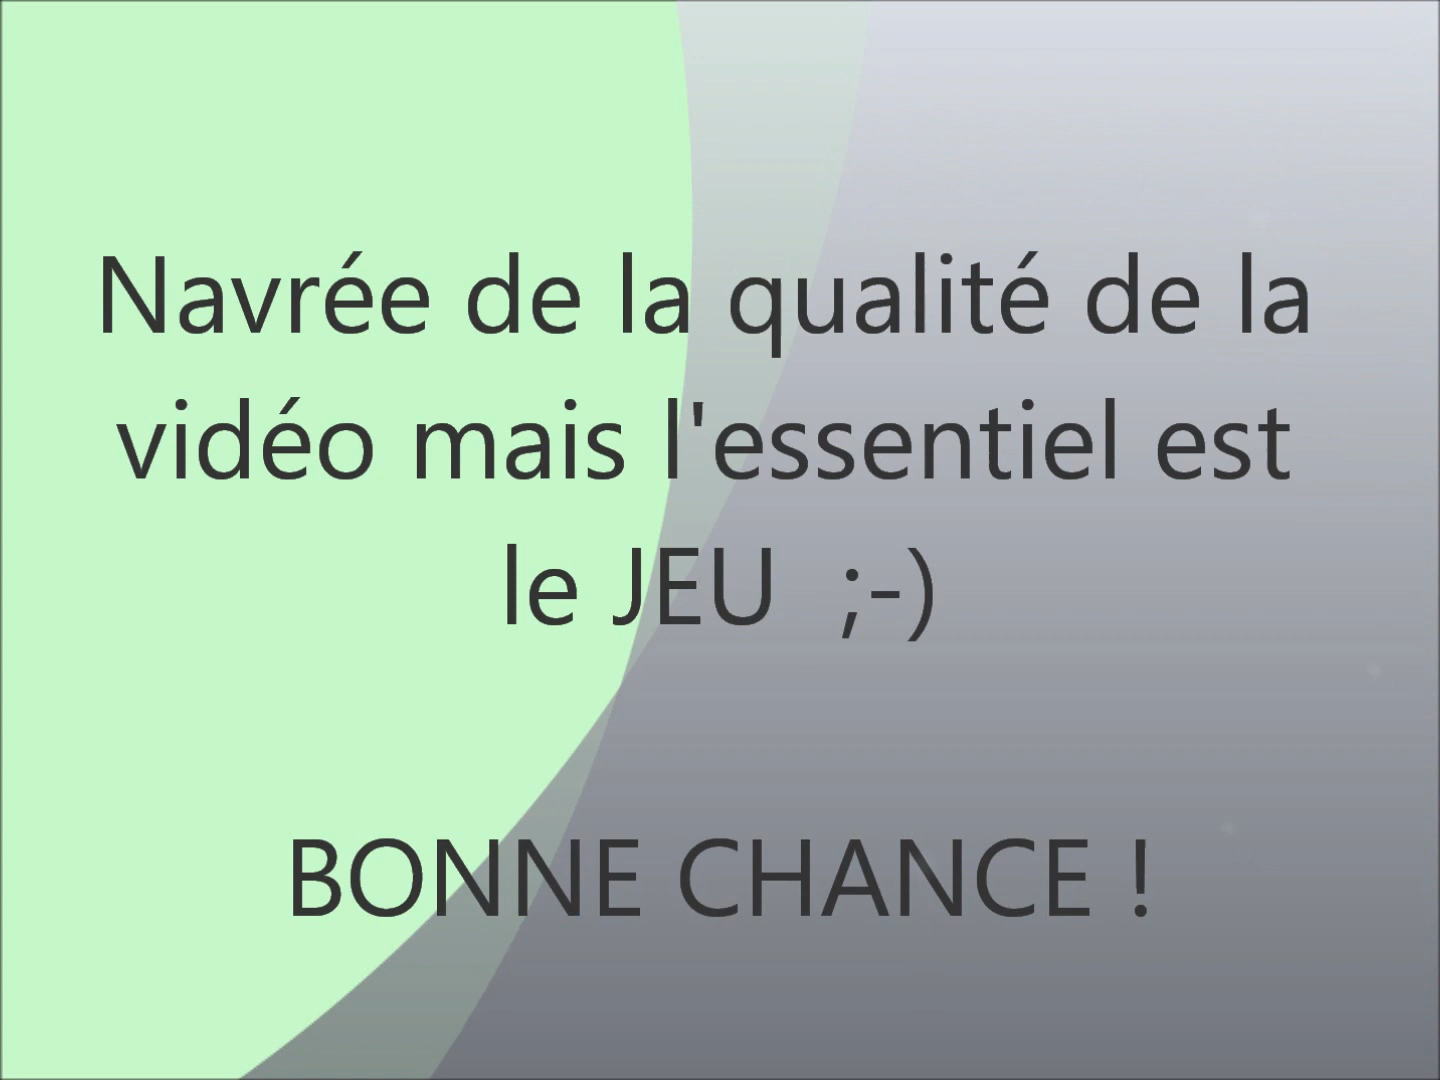 Navrée de la qualité de la
vidéo mais l'essentiel est
le JEU  ;-)
BONNE CHANCE !